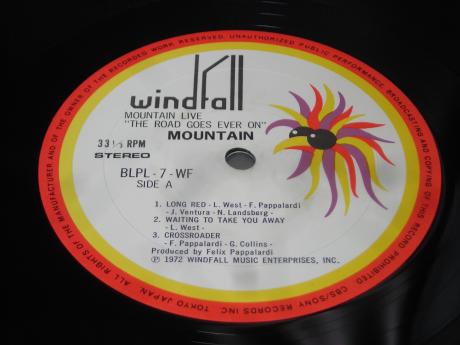 ALL RIGHTS OF THE MANUFACTURER AND OF THE OWNER OF THE RECORDED WORK RESERVED. UNAUTHORIZED PUBLIC PERFORMANCE, BROADCASTING AND COPYING OF THIS RECORD PROHIBITED
CBS/SONY RECORDS INC. TOKYO JAPAN.
windfall
MOUNTAIN LIVE
"THE ROAD GOES EVER ON"
MOUNTAIN
33⅓ RPM
STEREO
BLPL - 7 - WF
SIDE A
1. LONG RED - L. West - F. Pappalardi
- J. Ventura - N. Landsberg -
2. WAITING TO TAKE YOU AWAY
- L. West -
3. CROSSROADER
- F. Pappalardi - G. Collins -
Produced by Felix Pappalardi
Ⓟ 1972 WINDFALL MUSIC ENTERPRISES, INC.